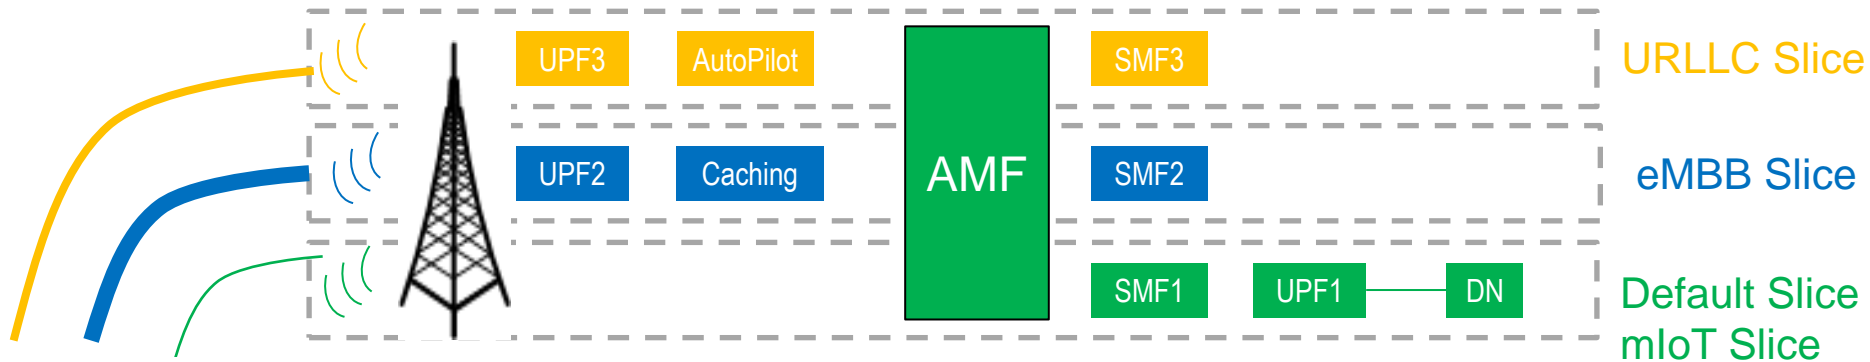 UPF3 AutoPilot SMF3 URLLC Slice
UPF2 Caching AMF SMF2 eMBB Slice
SMF1 UPF1 DN Default Slice
mIoT Slice